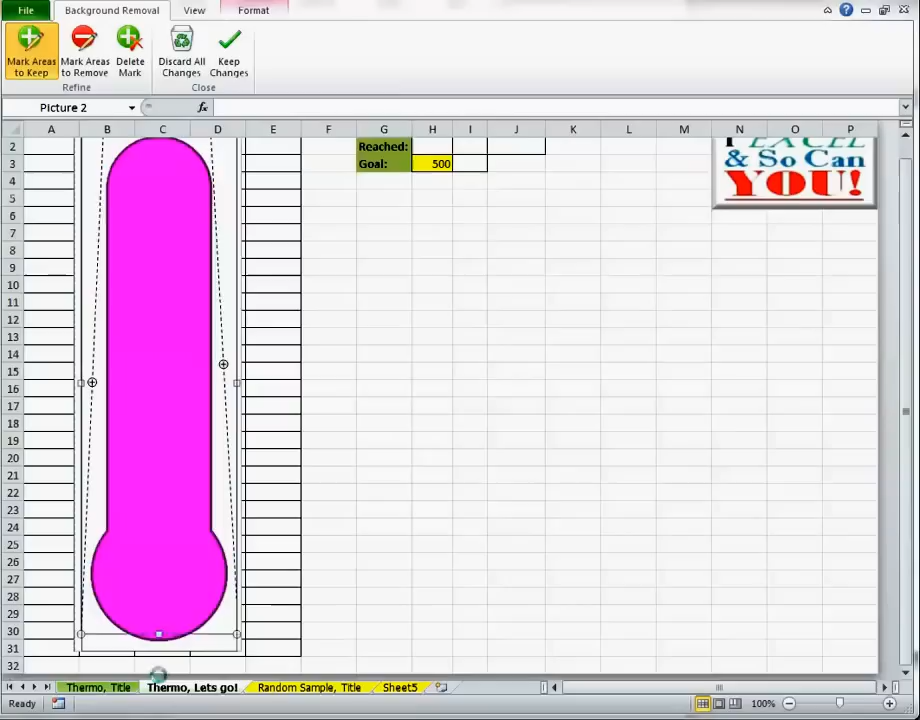 File Background Removal View Format
Mark Areas to Keep Mark Areas to Remove Delete Mark Discard All Changes Keep Changes
Refine Close
Picture 2 fx
A B C D E F G H I J K L M N O P
2 Reached:
3 Goal: 500
4
5
6
7
8
9
10
11
12
13
14
15
16
17
18
19
20
21
22
23
24
25
26
27
28
29
30
31
32
EXCEL
& So Can
YOU!
Thermo, Title Thermo, Lets go! Random Sample, Title Sheet5
Ready 100%